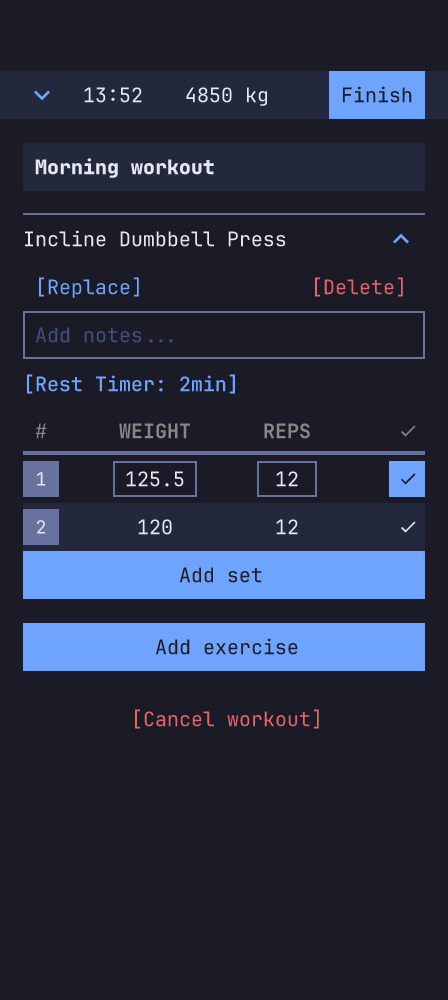 13:52 4850 kg Finish
Morning workout
Incline Dumbbell Press
[Replace] [Delete]
Add notes...
[Rest Timer: 2min]
# WEIGHT REPS ✓
1 125.5 12 ✓
2 120 12 ✓
Add set
Add exercise
[Cancel workout]